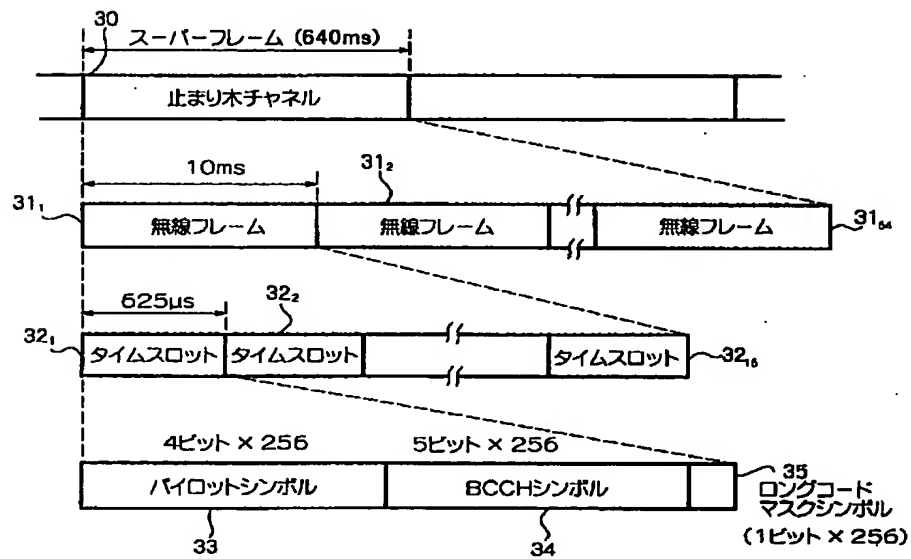 30
スーパーフレーム (640ms)
止まり木チャネル
10ms
31₂
31₁
無線フレーム
無線フレーム
無線フレーム
31₆₄
625μs
32₂
32₁
タイムスロット
タイムスロット
タイムスロット
32₁₆
4ビット × 256
5ビット × 256
パイロットシンボル
BCCHシンボル
35
ロングコード
マスクシンボル
(1ビット × 256)
33
34